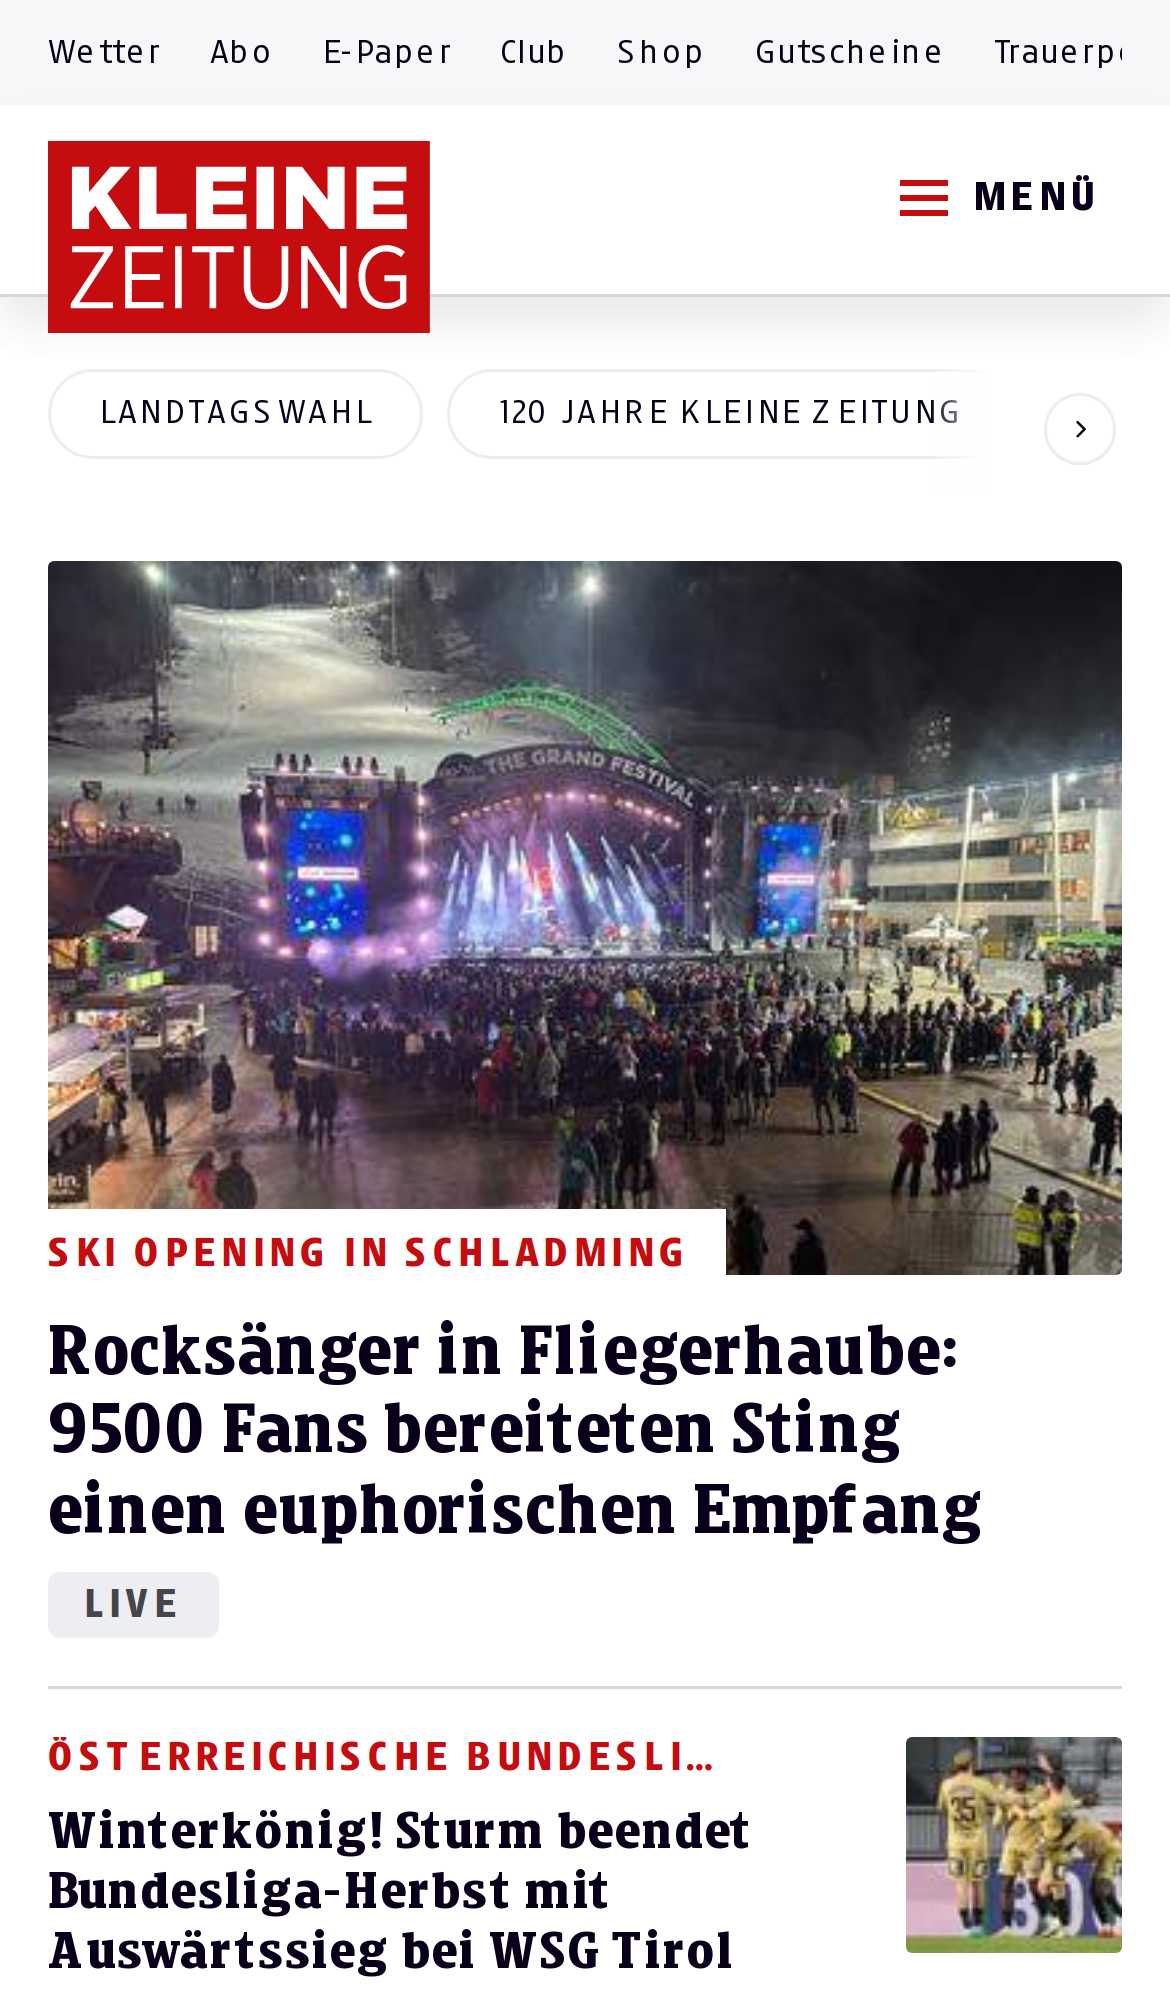 Wetter Abo E-Paper Club Shop Gutscheine Trauerp
KLEINE
ZEITUNG
MENÜ
LANDTAGSWAHL 120 JAHRE KLEINE ZEITUNG
THE GRAND FESTIVAL
SKI OPENING IN SCHLADMING
Rocksänger in Fliegerhaube:
9500 Fans bereiteten Sting
einen euphorischen Empfang
LIVE
ÖSTERREICHISCHE BUNDESLI...
35
Winterkönig! Sturm beendet
Bundesliga-Herbst mit
Auswärtssieg bei WSG Tirol